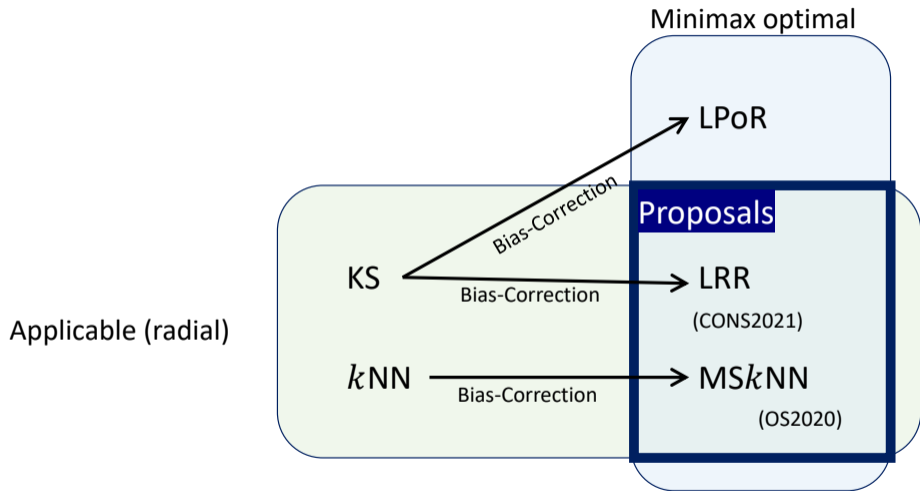 Minimax optimal
LPoR
Bias-Correction
Proposals
KS
Bias-Correction
LRR
(CONS2021)
Applicable (radial)
kNN
Bias-Correction
MSkNN
(OS2020)